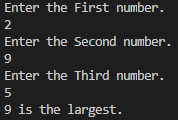 Enter the First number.
2
Enter the Second number.
9
Enter the Third number.
5
9 is the largest.